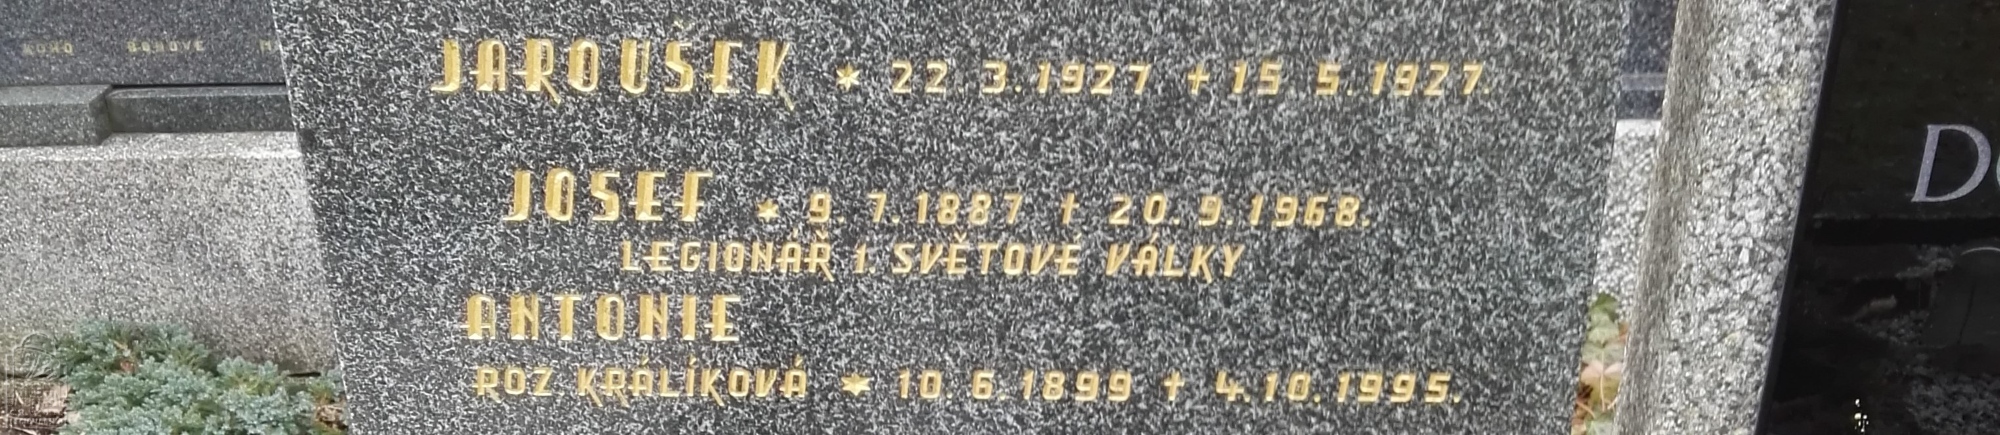 JAROUŠEK * 22. 3. 1927 † 15. 5. 1927.
JOSEF * 9. 7. 1887 † 20. 9. 1968.
LEGIONÁŘ 1. SVĚTOVÉ VÁLKY
ANTONIE
ROZ. KRÁLÍKOVÁ * 10. 6. 1899 † 4. 10. 1995.